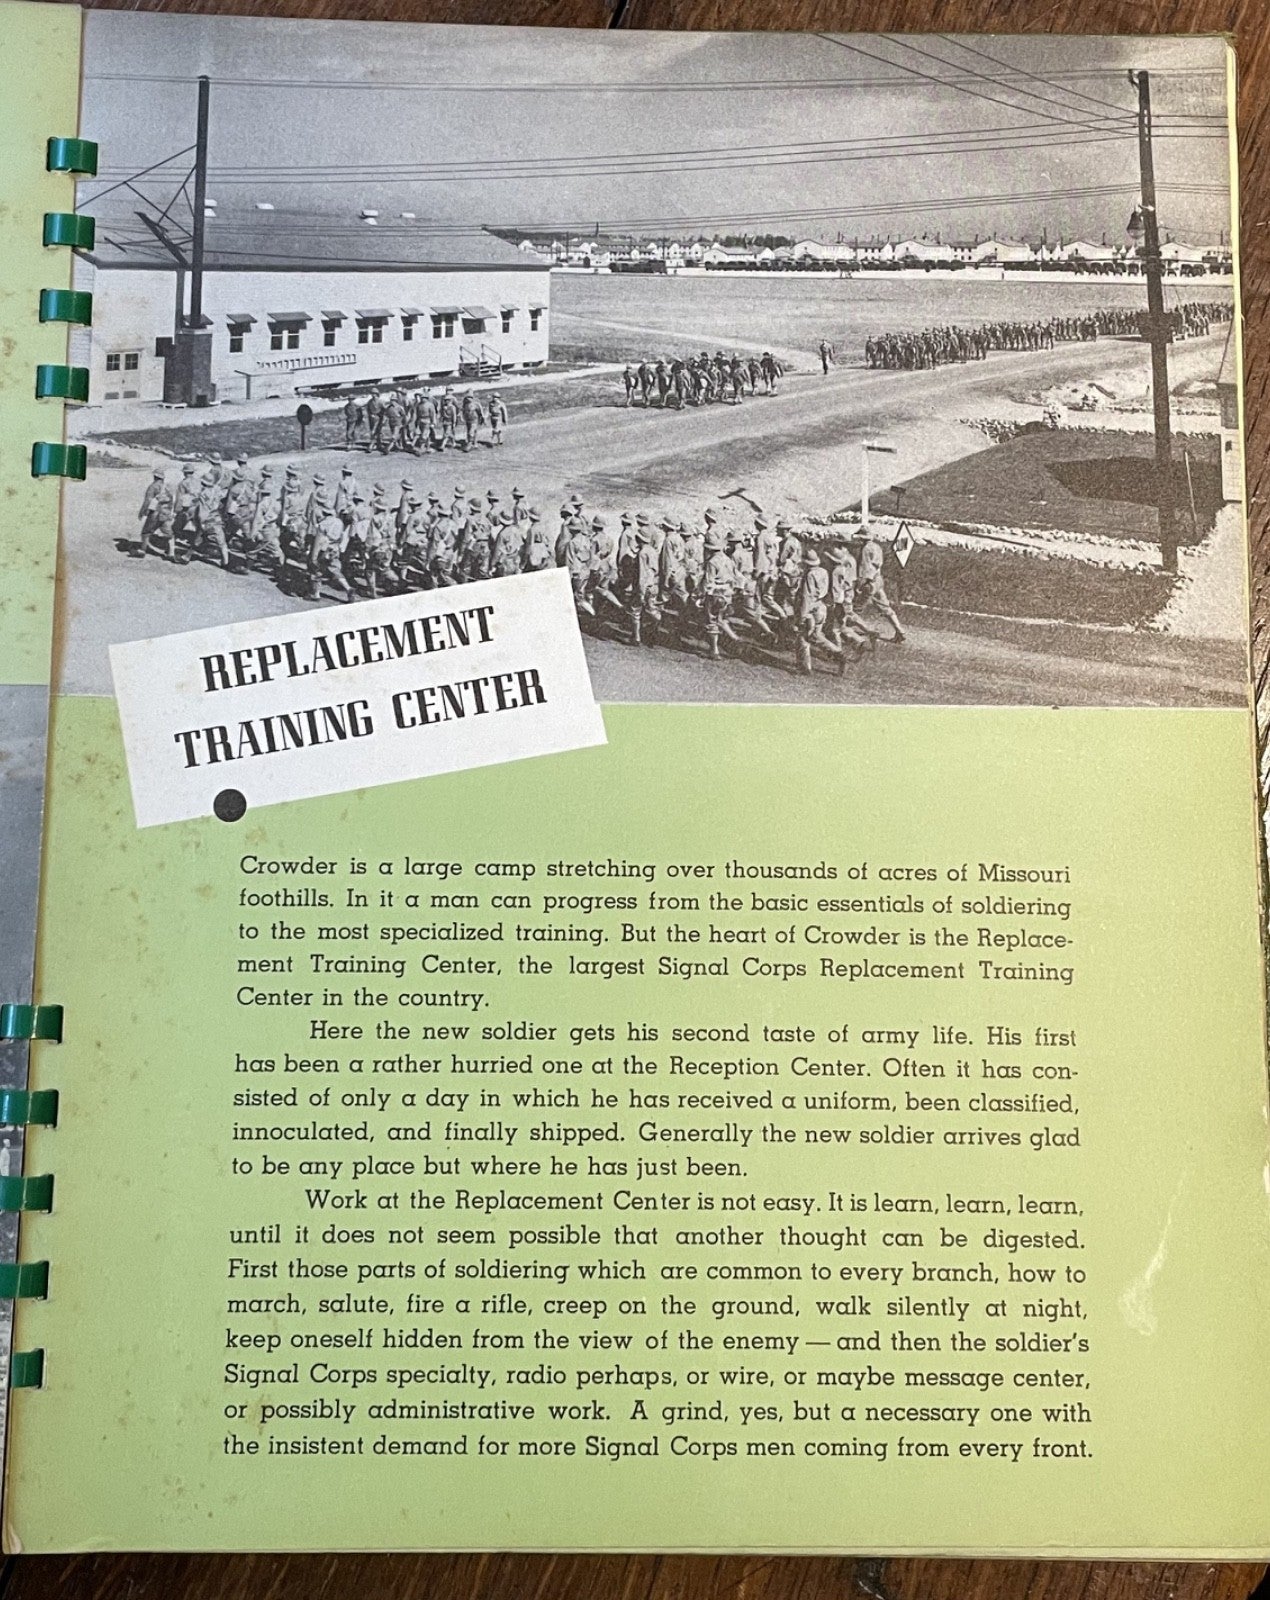 REPLACEMENT
TRAINING CENTER
Crowder is a large camp stretching over thousands of acres of Missouri
foothills. In it a man can progress from the basic essentials of soldiering
to the most specialized training. But the heart of Crowder is the Replace-
ment Training Center, the largest Signal Corps Replacement Training
Center in the country.
Here the new soldier gets his second taste of army life. His first
has been a rather hurried one at the Reception Center. Often it has con-
sisted of only a day in which he has received a uniform, been classified,
innoculated, and finally shipped. Generally the new soldier arrives glad
to be any place but where he has just been.
Work at the Replacement Center is not easy. It is learn, learn, learn,
until it does not seem possible that another thought can be digested.
First those parts of soldiering which are common to every branch, how to
march, salute, fire a rifle, creep on the ground, walk silently at night,
keep oneself hidden from the view of the enemy — and then the soldier's
Signal Corps specialty, radio perhaps, or wire, or maybe message center,
or possibly administrative work. A grind, yes, but a necessary one with
the insistent demand for more Signal Corps men coming from every front.